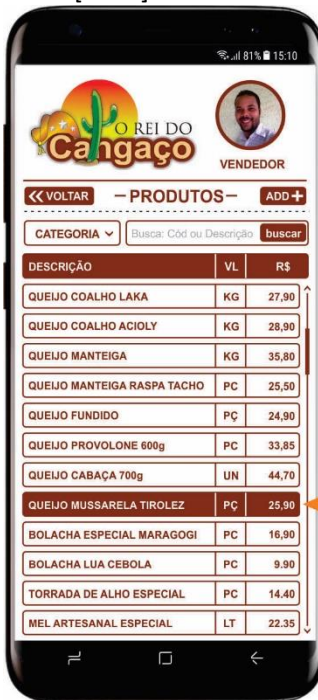 81% 15:10
O REI DO
Cangaço
VENDEDOR
VOLTAR
PRODUTOS
ADD+
CATEGORIA
Busca: Cód ou Descrição
buscar
DESCRIÇÃO VL R$
QUEIJO COALHO LAKA KG 27,90
QUEIJO COALHO ACIOLY KG 28,90
QUEIJO MANTEIGA KG 35,80
QUEIJO MANTEIGA RASPA TACHO PC 25,50
QUEIJO FUNDIDO PÇ 24,90
QUEIJO PROVOLONE 600g PC 33,85
QUEIJO CABAÇA 700g UN 44,70
QUEIJO MUSSARELA TIROLEZ PÇ 25,90
BOLACHA ESPECIAL MARAGOGI PC 16,90
BOLACHA LUA CEBOLA PC 9.90
TORRADA DE ALHO ESPECIAL PC 14.40
MEL ARTESANAL ESPECIAL LT 22.35